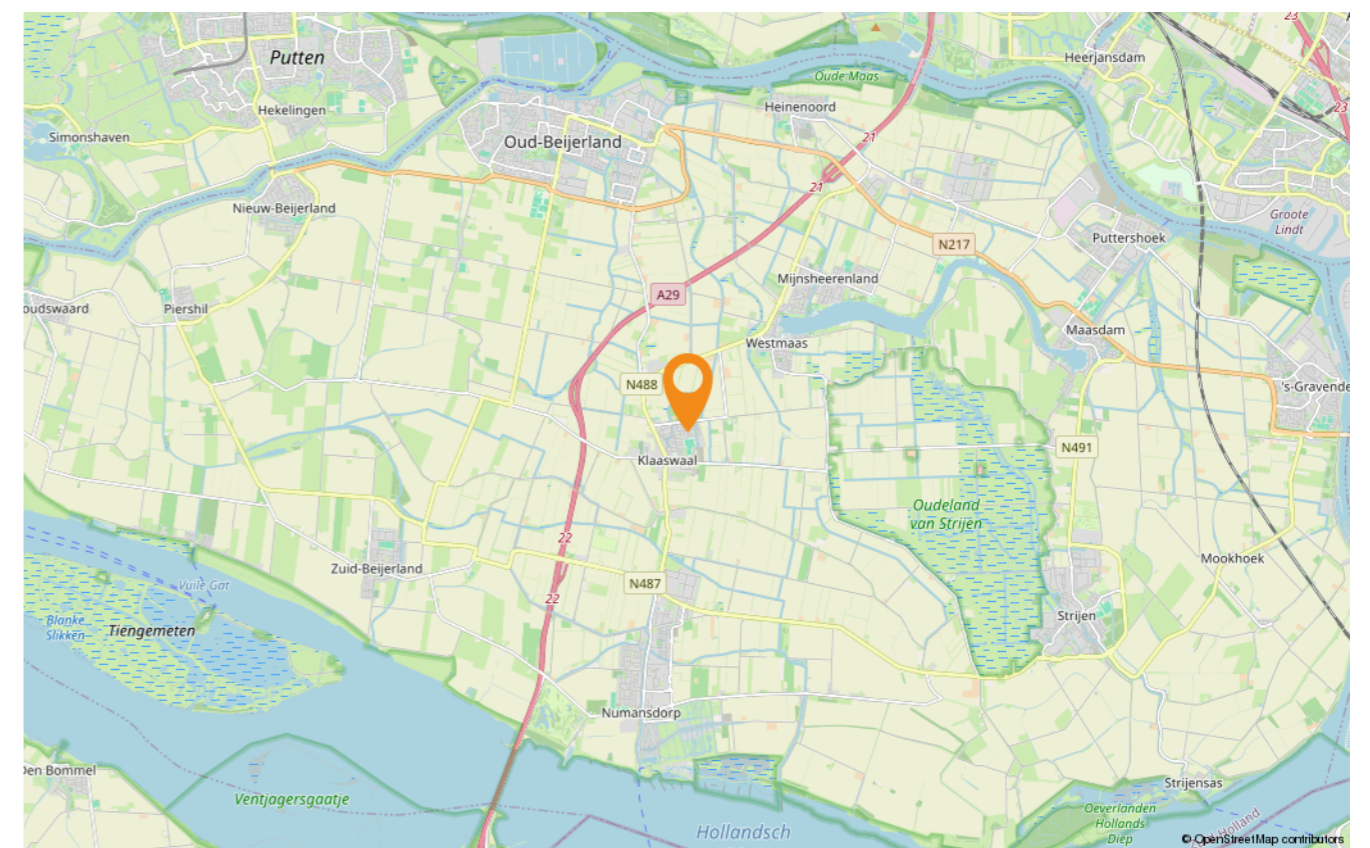 23
Putten
Heerjansdam
Oude Maas
Hekelingen
Heinenoord
23
Simonshaven
Oud-Beijerland
21
21
Nieuw-Beijerland
Groote
Lindt
Puttershoek
N217
Mijnsheerenland
A29
oudswaard
Piershil
Maasdam
Westmaas
N488
's-Gravende
N491
Klaaswaal
Oudeland
van Strijen
22
Mookhoek
Zuid-Beijerland
N487
Vuile Gat
22
Blanke
Slikken
Tiengemeten
Strijen
Numansdorp
Den Bommel
Strijensas
Ventjagersgaatje
Oeverlanden
Hollands
Diep
Hollandsch
© OpenStreetMap contributors